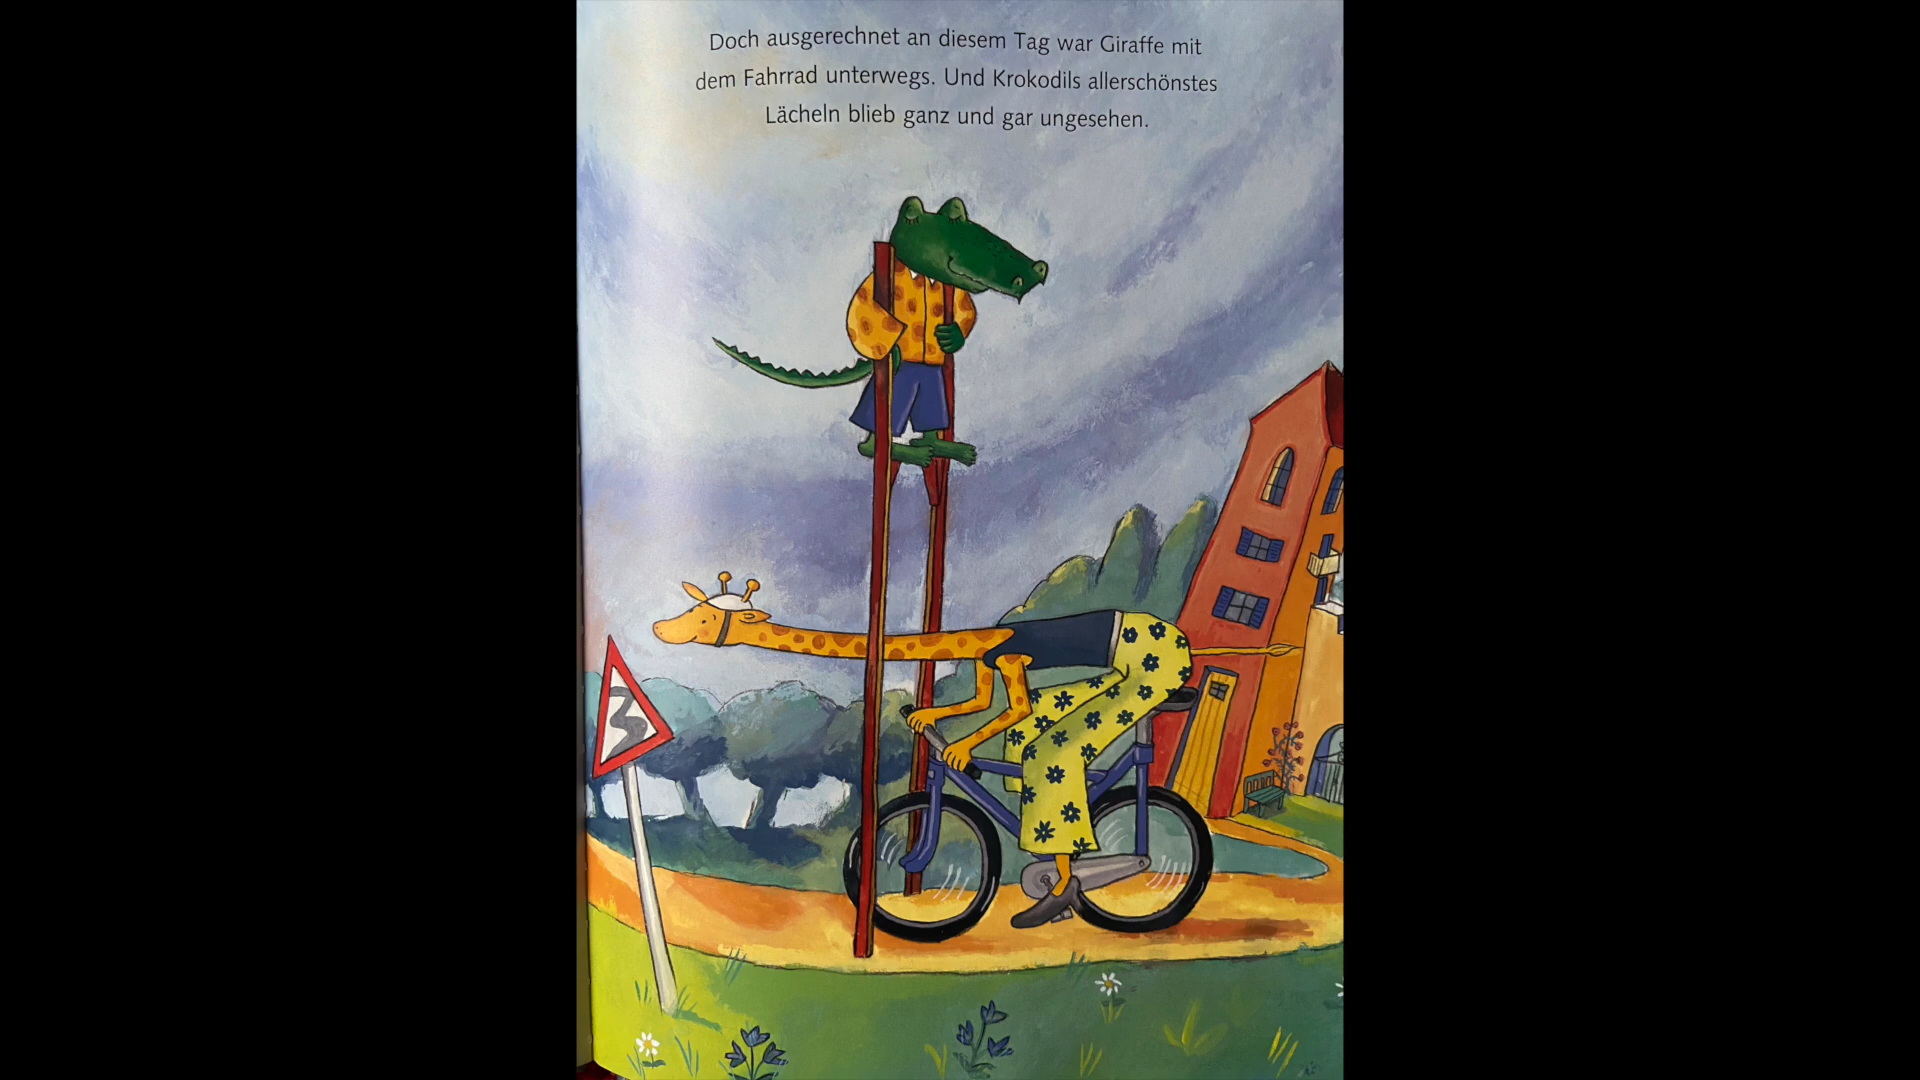 Doch ausgerechnet an diesem Tag war Giraffe mit
dem Fahrrad unterwegs. Und Krokodils allerschönstes
Lächeln blieb ganz und gar ungesehen.